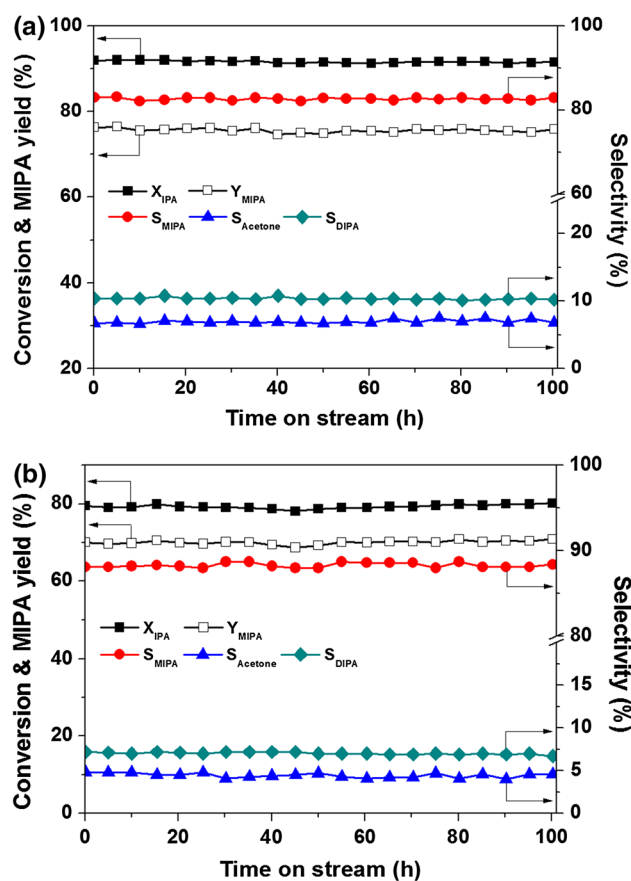 (a)
Conversion & MIPA yield (%)
100
80
60
40
20
Selectivity (%)
100
80
60
20
10
0
X_IPA Y_MIPA
S_MIPA S_Acetone S_DIPA
0 20 40 60 80 100
Time on stream (h)
(b)
Conversion & MIPA yield (%)
80
60
40
20
0
Selectivity (%)
100
90
80
15
10
5
0
X_IPA Y_MIPA
S_MIPA S_Acetone S_DIPA
0 20 40 60 80 100
Time on stream (h)